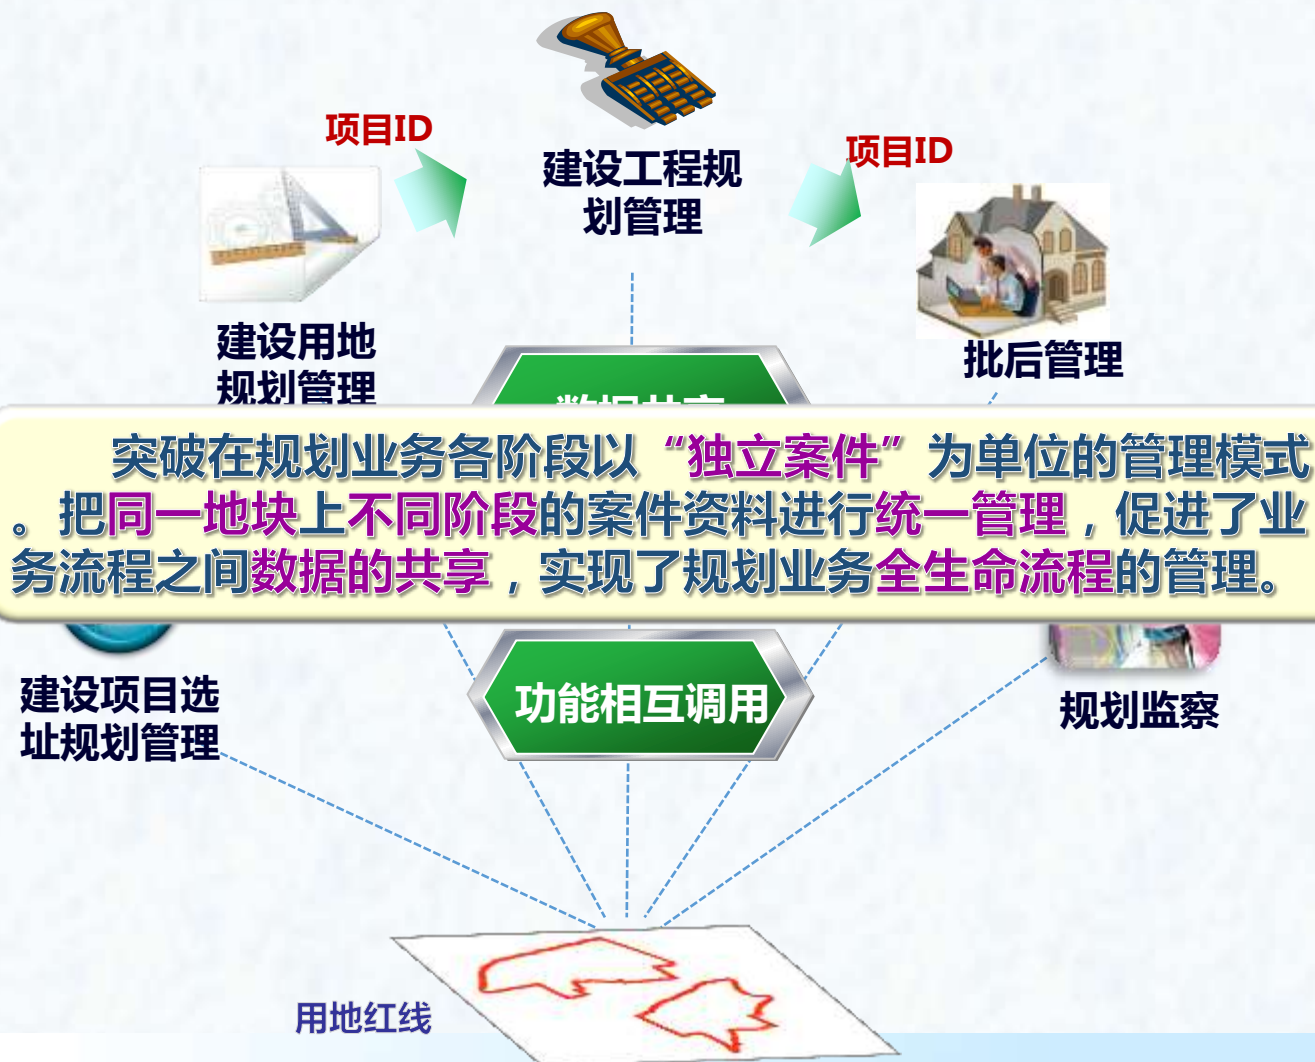 项目ID
项目ID
建设工程规
划管理
建设用地
规划管理
批后管理
数据共享
突破在规划业务各阶段以“独立案件”为单位的管理模式
。把同一地块上不同阶段的案件资料进行统一管理，促进了业
务流程之间数据的共享，实现了规划业务全生命流程的管理。
建设项目选
址规划管理
功能相互调用
规划监察
用地红线